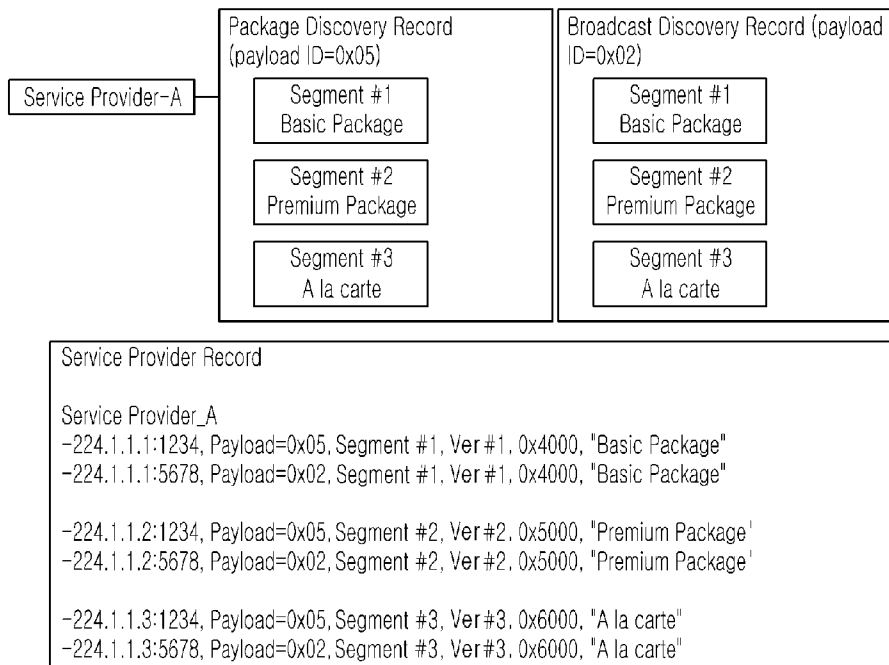 Service Provider-A
Package Discovery Record
(payload ID=0x05)
Segment #1
Basic Package
Segment #2
Premium Package
Segment #3
A la carte
Broadcast Discovery Record (payload
ID=0x02)
Segment #1
Basic Package
Segment #2
Premium Package
Segment #3
A la carte
Service Provider Record
Service Provider_A
-224.1.1.1:1234, Payload=0x05, Segment #1, Ver#1, 0x4000, "Basic Package"
-224.1.1.1:5678, Payload=0x02, Segment #1, Ver#1, 0x4000, "Basic Package"
-224.1.1.2:1234, Payload=0x05, Segment #2, Ver#2, 0x5000, "Premium Package'
-224.1.1.2:5678, Payload=0x02, Segment #2, Ver#2, 0x5000, "Premium Package'
-224.1.1.3:1234, Payload=0x05, Segment #3, Ver#3, 0x6000, "A la carte"
-224.1.1.3:5678, Payload=0x02, Segment #3, Ver#3, 0x6000, "A la carte"